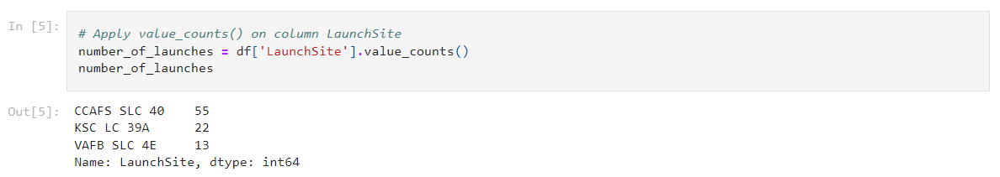 In [5]:
# Apply value_counts() on column LaunchSite
number_of_launches = df['LaunchSite'].value_counts()
number_of_launches
Out[5]:
CCAFS SLC 40    55
KSC LC 39A      22
VAFB SLC 4E     13
Name: LaunchSite, dtype: int64